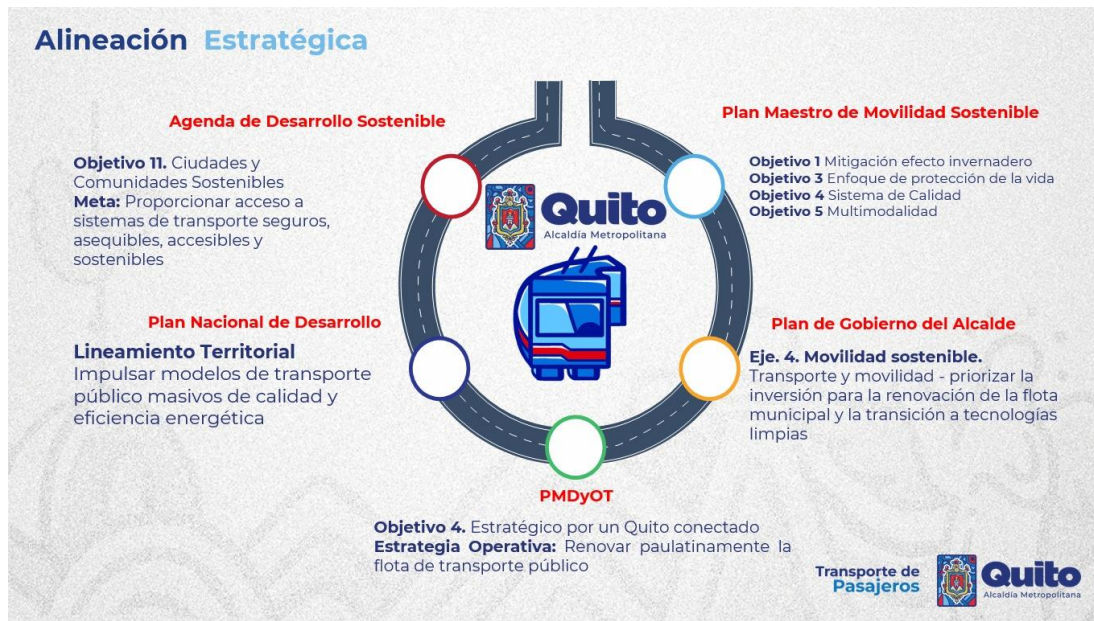 Alineación Estratégica
Agenda de Desarrollo Sostenible
Objetivo 11. Ciudades y
Comunidades Sostenibles
Meta: Proporcionar acceso a
sistemas de transporte seguros,
asequibles, accesibles y
sostenibles
Plan Maestro de Movilidad Sostenible
Objetivo 1 Mitigación efecto invernadero
Objetivo 3 Enfoque de protección de la vida
Objetivo 4 Sistema de Calidad
Objetivo 5 Multimodalidad
Quito
Alcaldía Metropolitana
Plan Nacional de Desarrollo
Lineamiento Territorial
Impulsar modelos de transporte
público masivos de calidad y
eficiencia energética
Plan de Gobierno del Alcalde
Eje. 4. Movilidad sostenible.
Transporte y movilidad - priorizar la
inversión para la renovación de la flota
municipal y la transición a tecnologías
limpias
PMDyOT
Objetivo 4. Estratégico por un Quito conectado
Estrategia Operativa: Renovar paulatinamente la
flota de transporte público
Transporte de
Pasajeros
Quito
Alcaldía Metropolitana